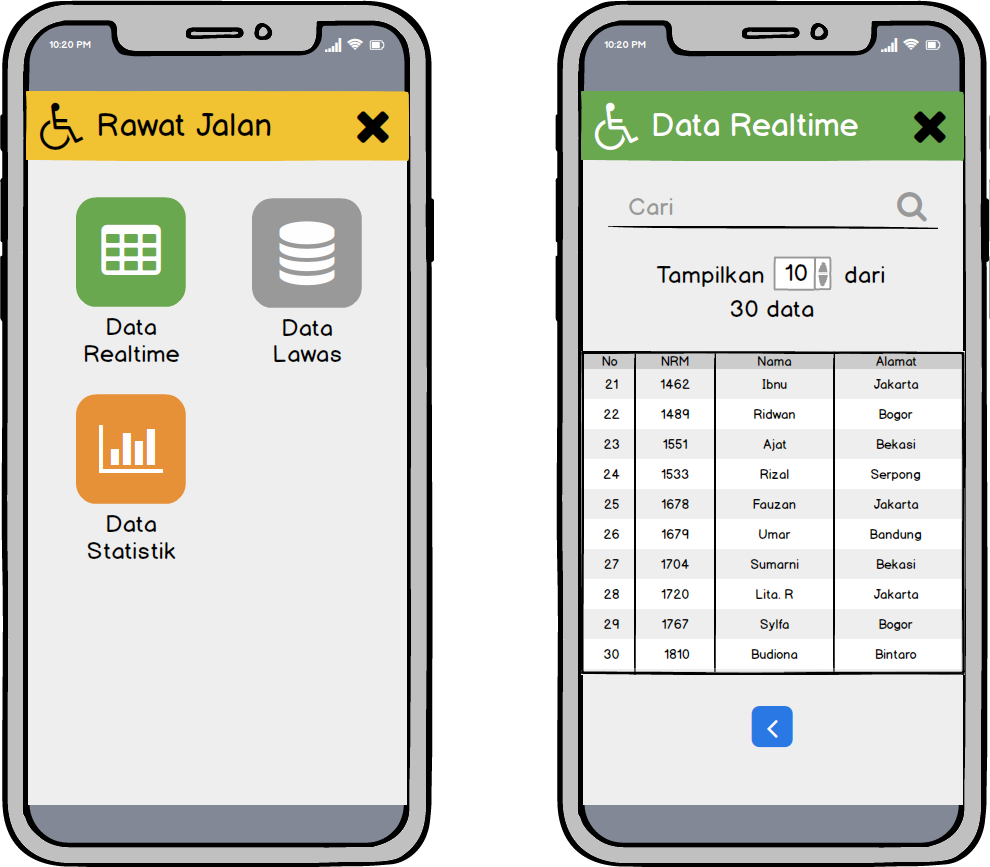 10:20 PM
Rawat Jalan
Data
Realtime
Data
Lawas
Data
Statistik
10:20 PM
Data Realtime
Cari
Tampilkan 10 dari
30 data
No NRM Nama Alamat
21 1462 Ibnu Jakarta
22 1489 Ridwan Bogor
23 1551 Ajat Bekasi
24 1533 Rizal Serpong
25 1678 Fauzan Jakarta
26 1679 Umar Bandung
27 1704 Sumarni Bekasi
28 1720 Lita. R Jakarta
29 1767 Sylfa Bogor
30 1810 Budiona Bintaro